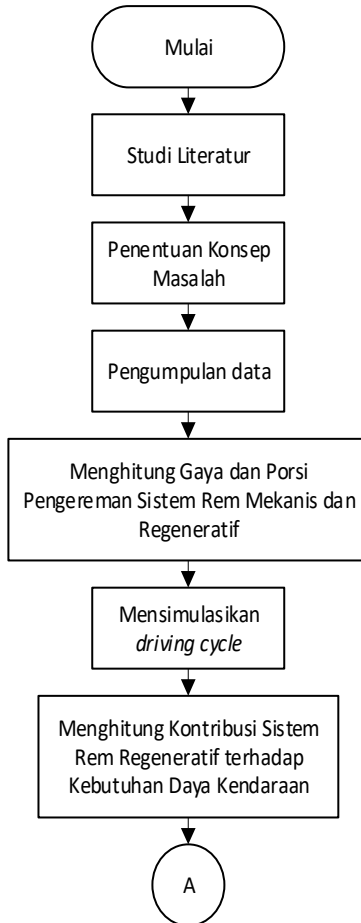 Mulai
Studi Literatur
Penentuan Konsep
Masalah
Pengumpulan data
Menghitung Gaya dan Porsi
Pengereman Sistem Rem Mekanis dan
Regeneratif
Mensimulasikan
driving cycle
Menghitung Kontribusi Sistem
Rem Regeneratif terhadap
Kebutuhan Daya Kendaraan
A